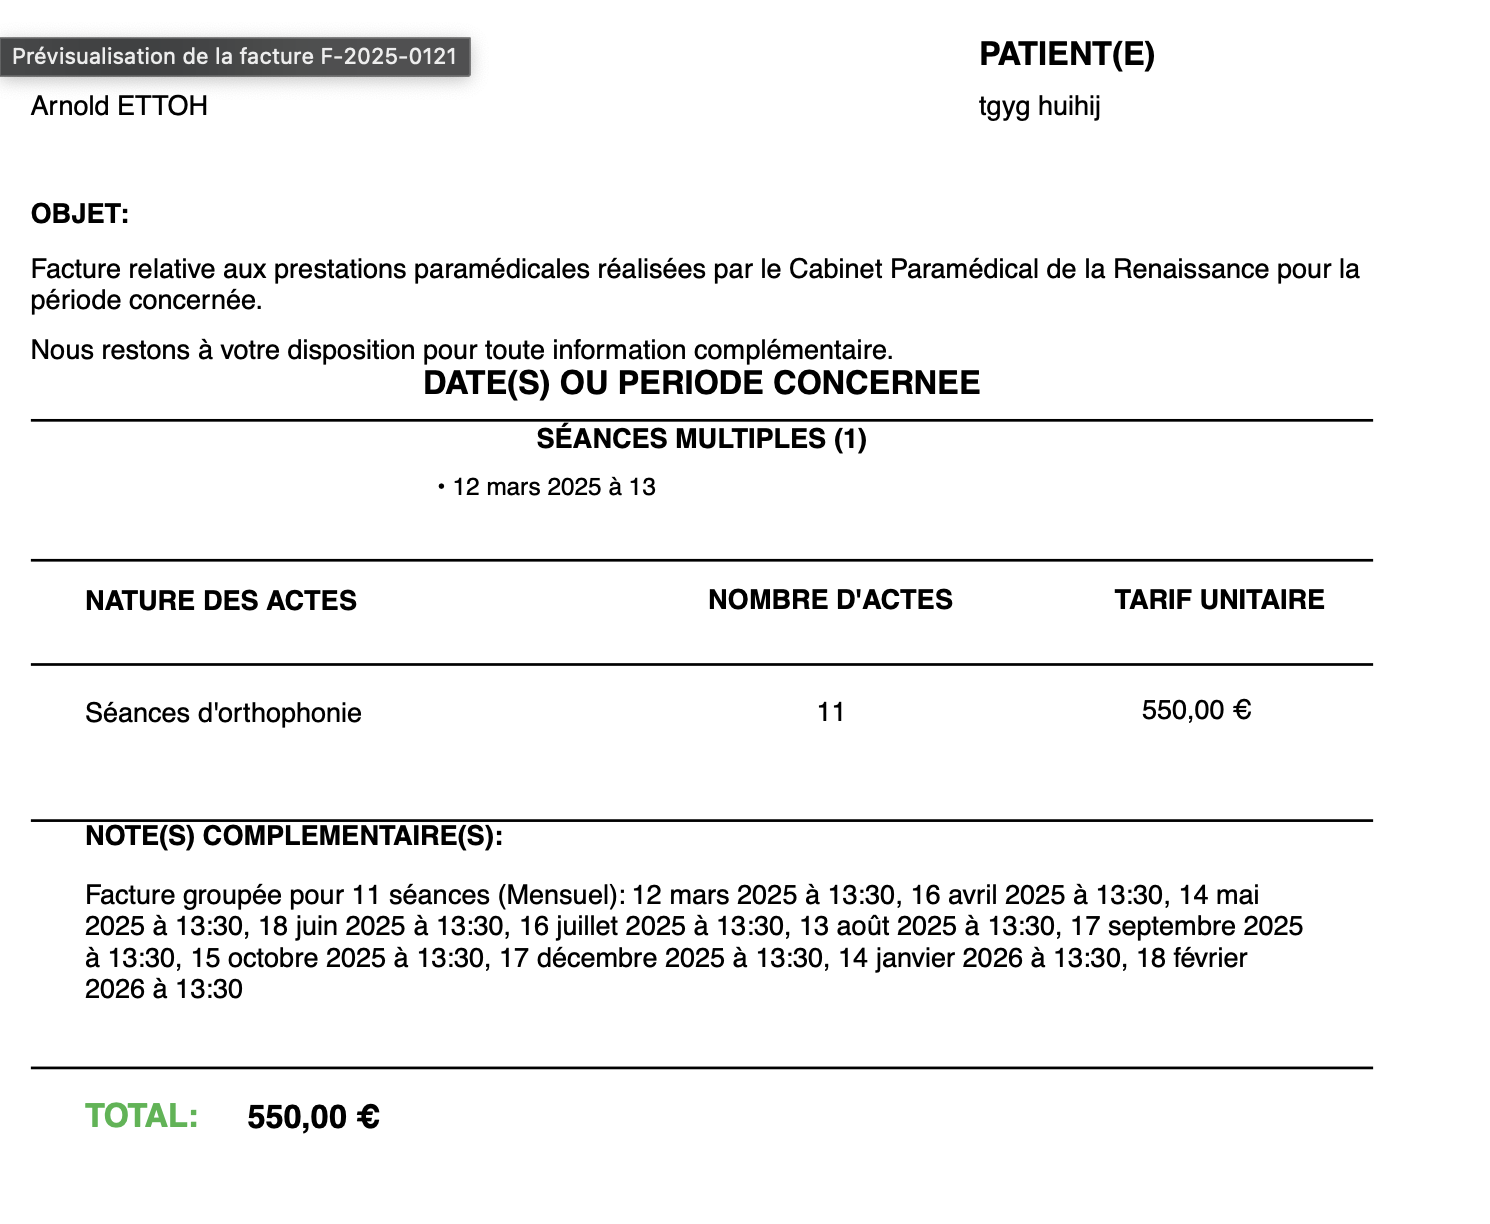 Prévisualisation de la facture F-2025-0121
PATIENT(E)
Arnold ETTOH
tgyg huihij
OBJET:
Facture relative aux prestations paramédicales réalisées par le Cabinet Paramédical de la Renaissance pour la
période concernée.
Nous restons à votre disposition pour toute information complémentaire.
DATE(S) OU PERIODE CONCERNEE
SÉANCES MULTIPLES (1)
• 12 mars 2025 à 13
NATURE DES ACTES
NOMBRE D'ACTES
TARIF UNITAIRE
Séances d'orthophonie
11
550,00 €
NOTE(S) COMPLEMENTAIRE(S):
Facture groupée pour 11 séances (Mensuel): 12 mars 2025 à 13:30, 16 avril 2025 à 13:30, 14 mai
2025 à 13:30, 18 juin 2025 à 13:30, 16 juillet 2025 à 13:30, 13 août 2025 à 13:30, 17 septembre 2025
à 13:30, 15 octobre 2025 à 13:30, 17 décembre 2025 à 13:30, 14 janvier 2026 à 13:30, 18 février
2026 à 13:30
TOTAL: 550,00 €